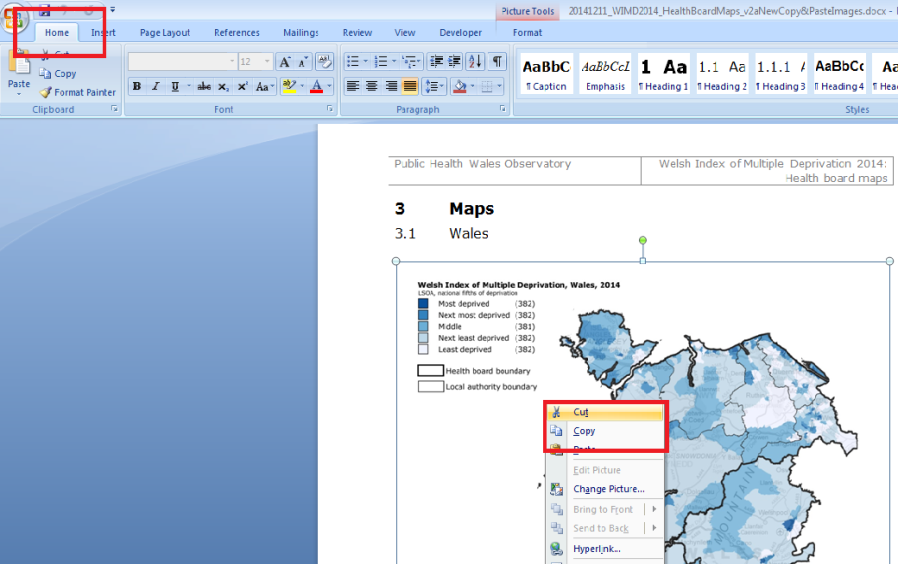 Picture Tools
20141211_WIMD2014_HealthBoardMaps_v2aNewCopy&PasteImages.docx -
Home Insert Page Layout References Mailings Review View Developer Format
Paste
Cut
Copy
Format Painter
12
B I U abc x₂ x² Aa
Clipboard Font Paragraph Styles
AaBbC AaBbCcL 1 Aa 1.1 Aa 1.1.1 A AaBbCc Aa
¶ Caption Emphasis ¶ Heading 1 ¶ Heading 2 ¶ Heading 3 ¶ Heading 4 ¶ Hea
Public Health Wales Observatory
Welsh Index of Multiple Deprivation 2014:
Health board maps
3 Maps
3.1 Wales
Welsh Index of Multiple Deprivation, Wales, 2014
LSOA, national fifths of deprivation
Most deprived (382)
Next most deprived (382)
Middle (381)
Next least deprived (382)
Least deprived (382)
Health board boundary
Local authority boundary
Cut
Copy
Paste
Edit Picture
Change Picture...
Bring to Front
Send to Back
Hyperlink...
MOUNTAIN